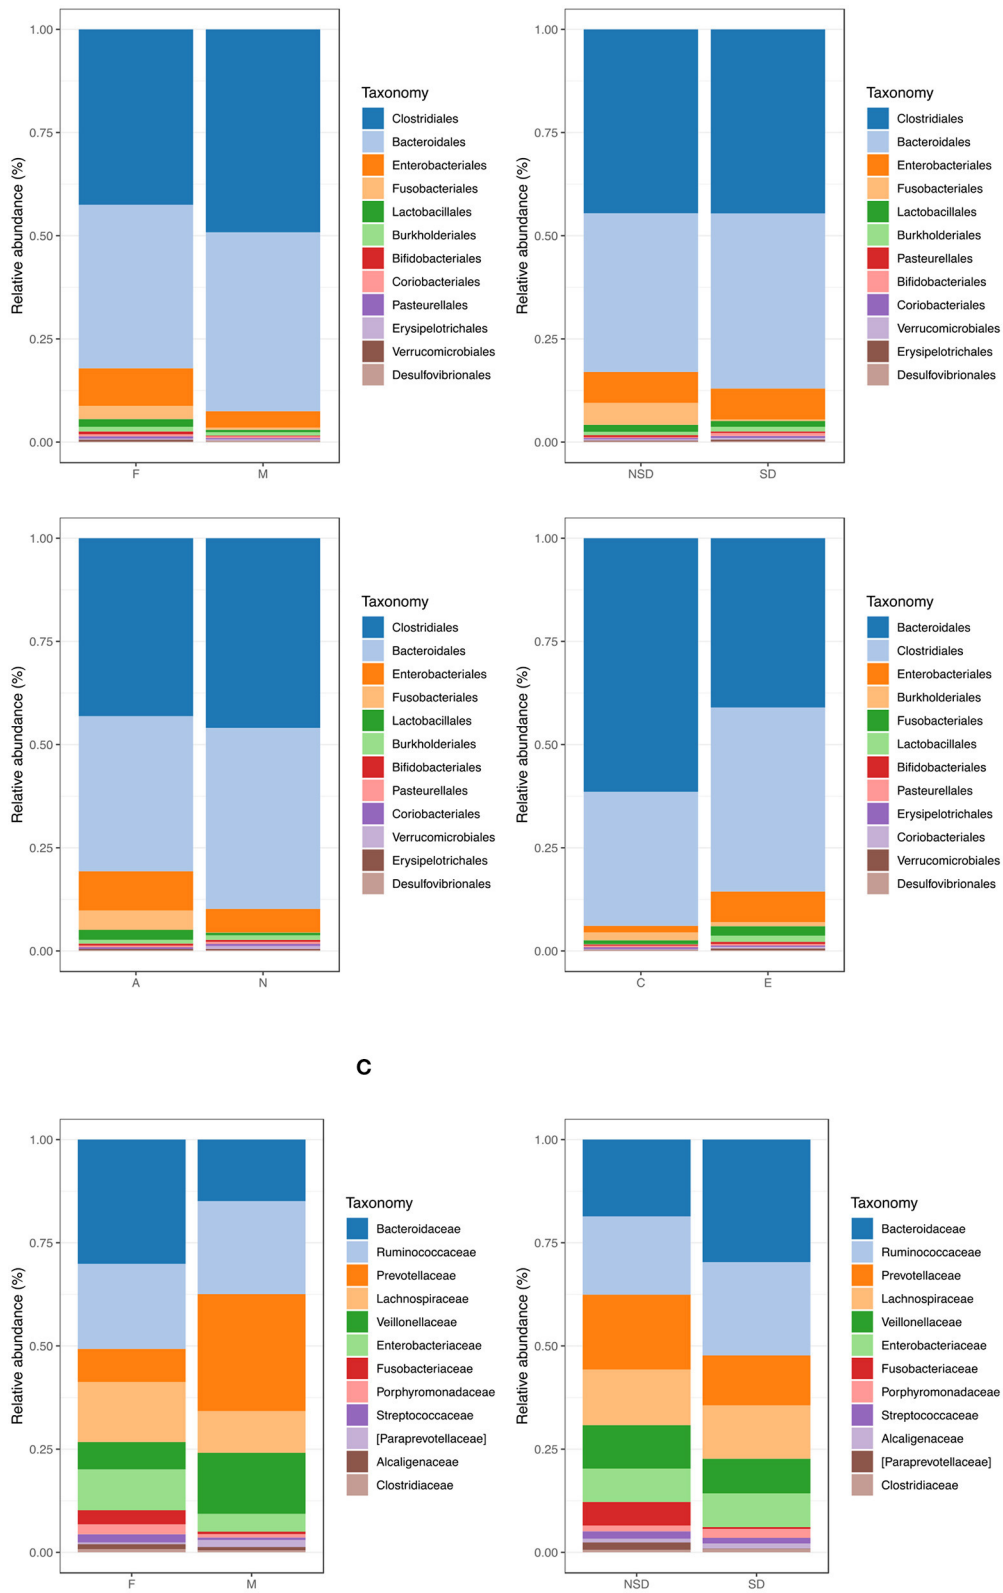 Relative abundance (%)
1.00
0.75
0.50
0.25
0.00
F
M
Taxonomy
Clostridiales
Bacteroidales
Enterobacteriales
Fusobacteriales
Lactobacillales
Burkholderiales
Bifidobacteriales
Coriobacteriales
Pasteurellales
Erysipelotrichales
Verrucomicrobiales
Desulfovibrionales
Relative abundance (%)
1.00
0.75
0.50
0.25
0.00
NSD
SD
Taxonomy
Clostridiales
Bacteroidales
Enterobacteriales
Fusobacteriales
Lactobacillales
Burkholderiales
Pasteurellales
Bifidobacteriales
Coriobacteriales
Verrucomicrobiales
Erysipelotrichales
Desulfovibrionales
Relative abundance (%)
1.00
0.75
0.50
0.25
0.00
A
N
Taxonomy
Clostridiales
Bacteroidales
Enterobacteriales
Fusobacteriales
Lactobacillales
Burkholderiales
Bifidobacteriales
Pasteurellales
Coriobacteriales
Verrucomicrobiales
Erysipelotrichales
Desulfovibrionales
Relative abundance (%)
1.00
0.75
0.50
0.25
0.00
C
E
Taxonomy
Bacteroidales
Clostridiales
Enterobacteriales
Burkholderiales
Fusobacteriales
Lactobacillales
Bifidobacteriales
Pasteurellales
Erysipelotrichales
Coriobacteriales
Verrucomicrobiales
Desulfovibrionales
C
Relative abundance (%)
1.00
0.75
0.50
0.25
0.00
F
M
Taxonomy
Bacteroidaceae
Ruminococcaceae
Prevotellaceae
Lachnospiraceae
Veillonellaceae
Enterobacteriaceae
Fusobacteriaceae
Porphyromonadaceae
Streptococcaceae
[Paraprevotellaceae]
Alcaligenaceae
Clostridiaceae
Relative abundance (%)
1.00
0.75
0.50
0.25
0.00
NSD
SD
Taxonomy
Bacteroidaceae
Ruminococcaceae
Prevotellaceae
Lachnospiraceae
Veillonellaceae
Enterobacteriaceae
Fusobacteriaceae
Porphyromonadaceae
Streptococcaceae
Alcaligenaceae
[Paraprevotellaceae]
Clostridiaceae